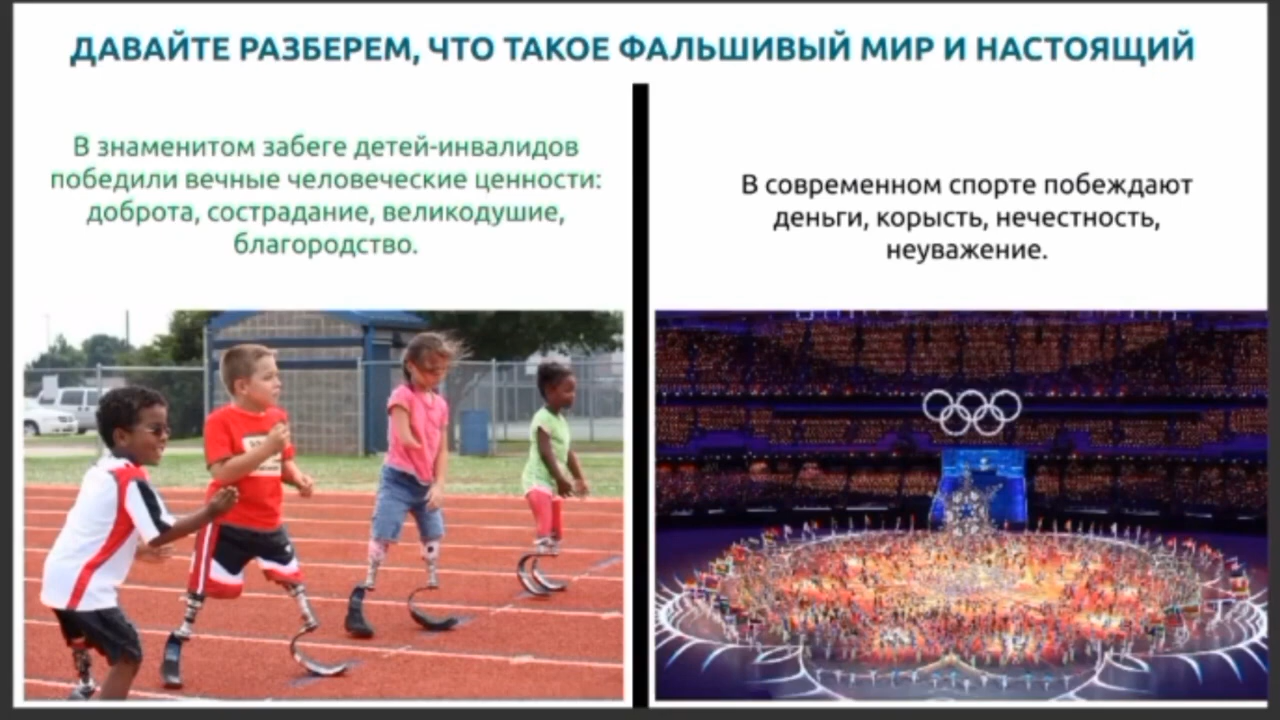 ДАВАЙТЕ РАЗБЕРЕМ, ЧТО ТАКОЕ ФАЛЬШИВЫЙ МИР И НАСТОЯЩИЙ
В знаменитом забеге детей-инвалидов
победили вечные человеческие ценности:
доброта, сострадание, великодушие,
благородство.
В современном спорте побеждают
деньги, корысть, нечестность,
неуважение.